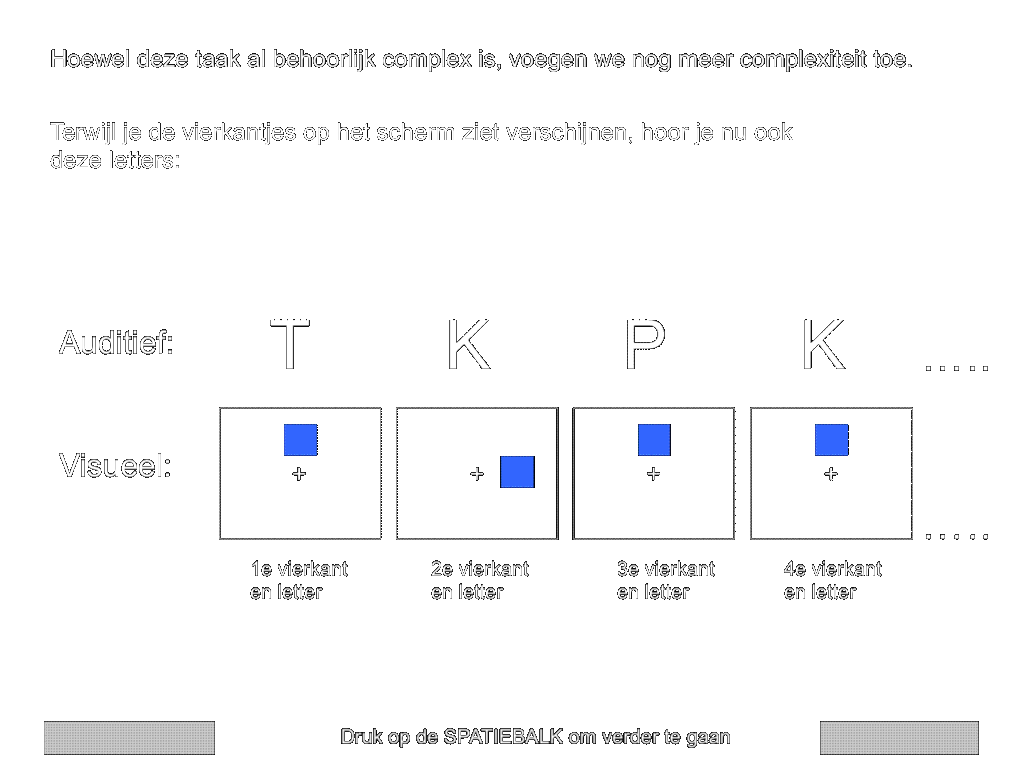 Hoewel deze taak al behoorlijk complex is, voegen we nog meer complexiteit toe.
Terwijl je de vierkantjes op het scherm ziet verschijnen, hoor je nu ook
deze letters:
Auditief: T K P K .....
Visueel: + + + + .....
1e vierkant
en letter
2e vierkant
en letter
3e vierkant
en letter
4e vierkant
en letter
Druk op de SPATIEBALK om verder te gaan